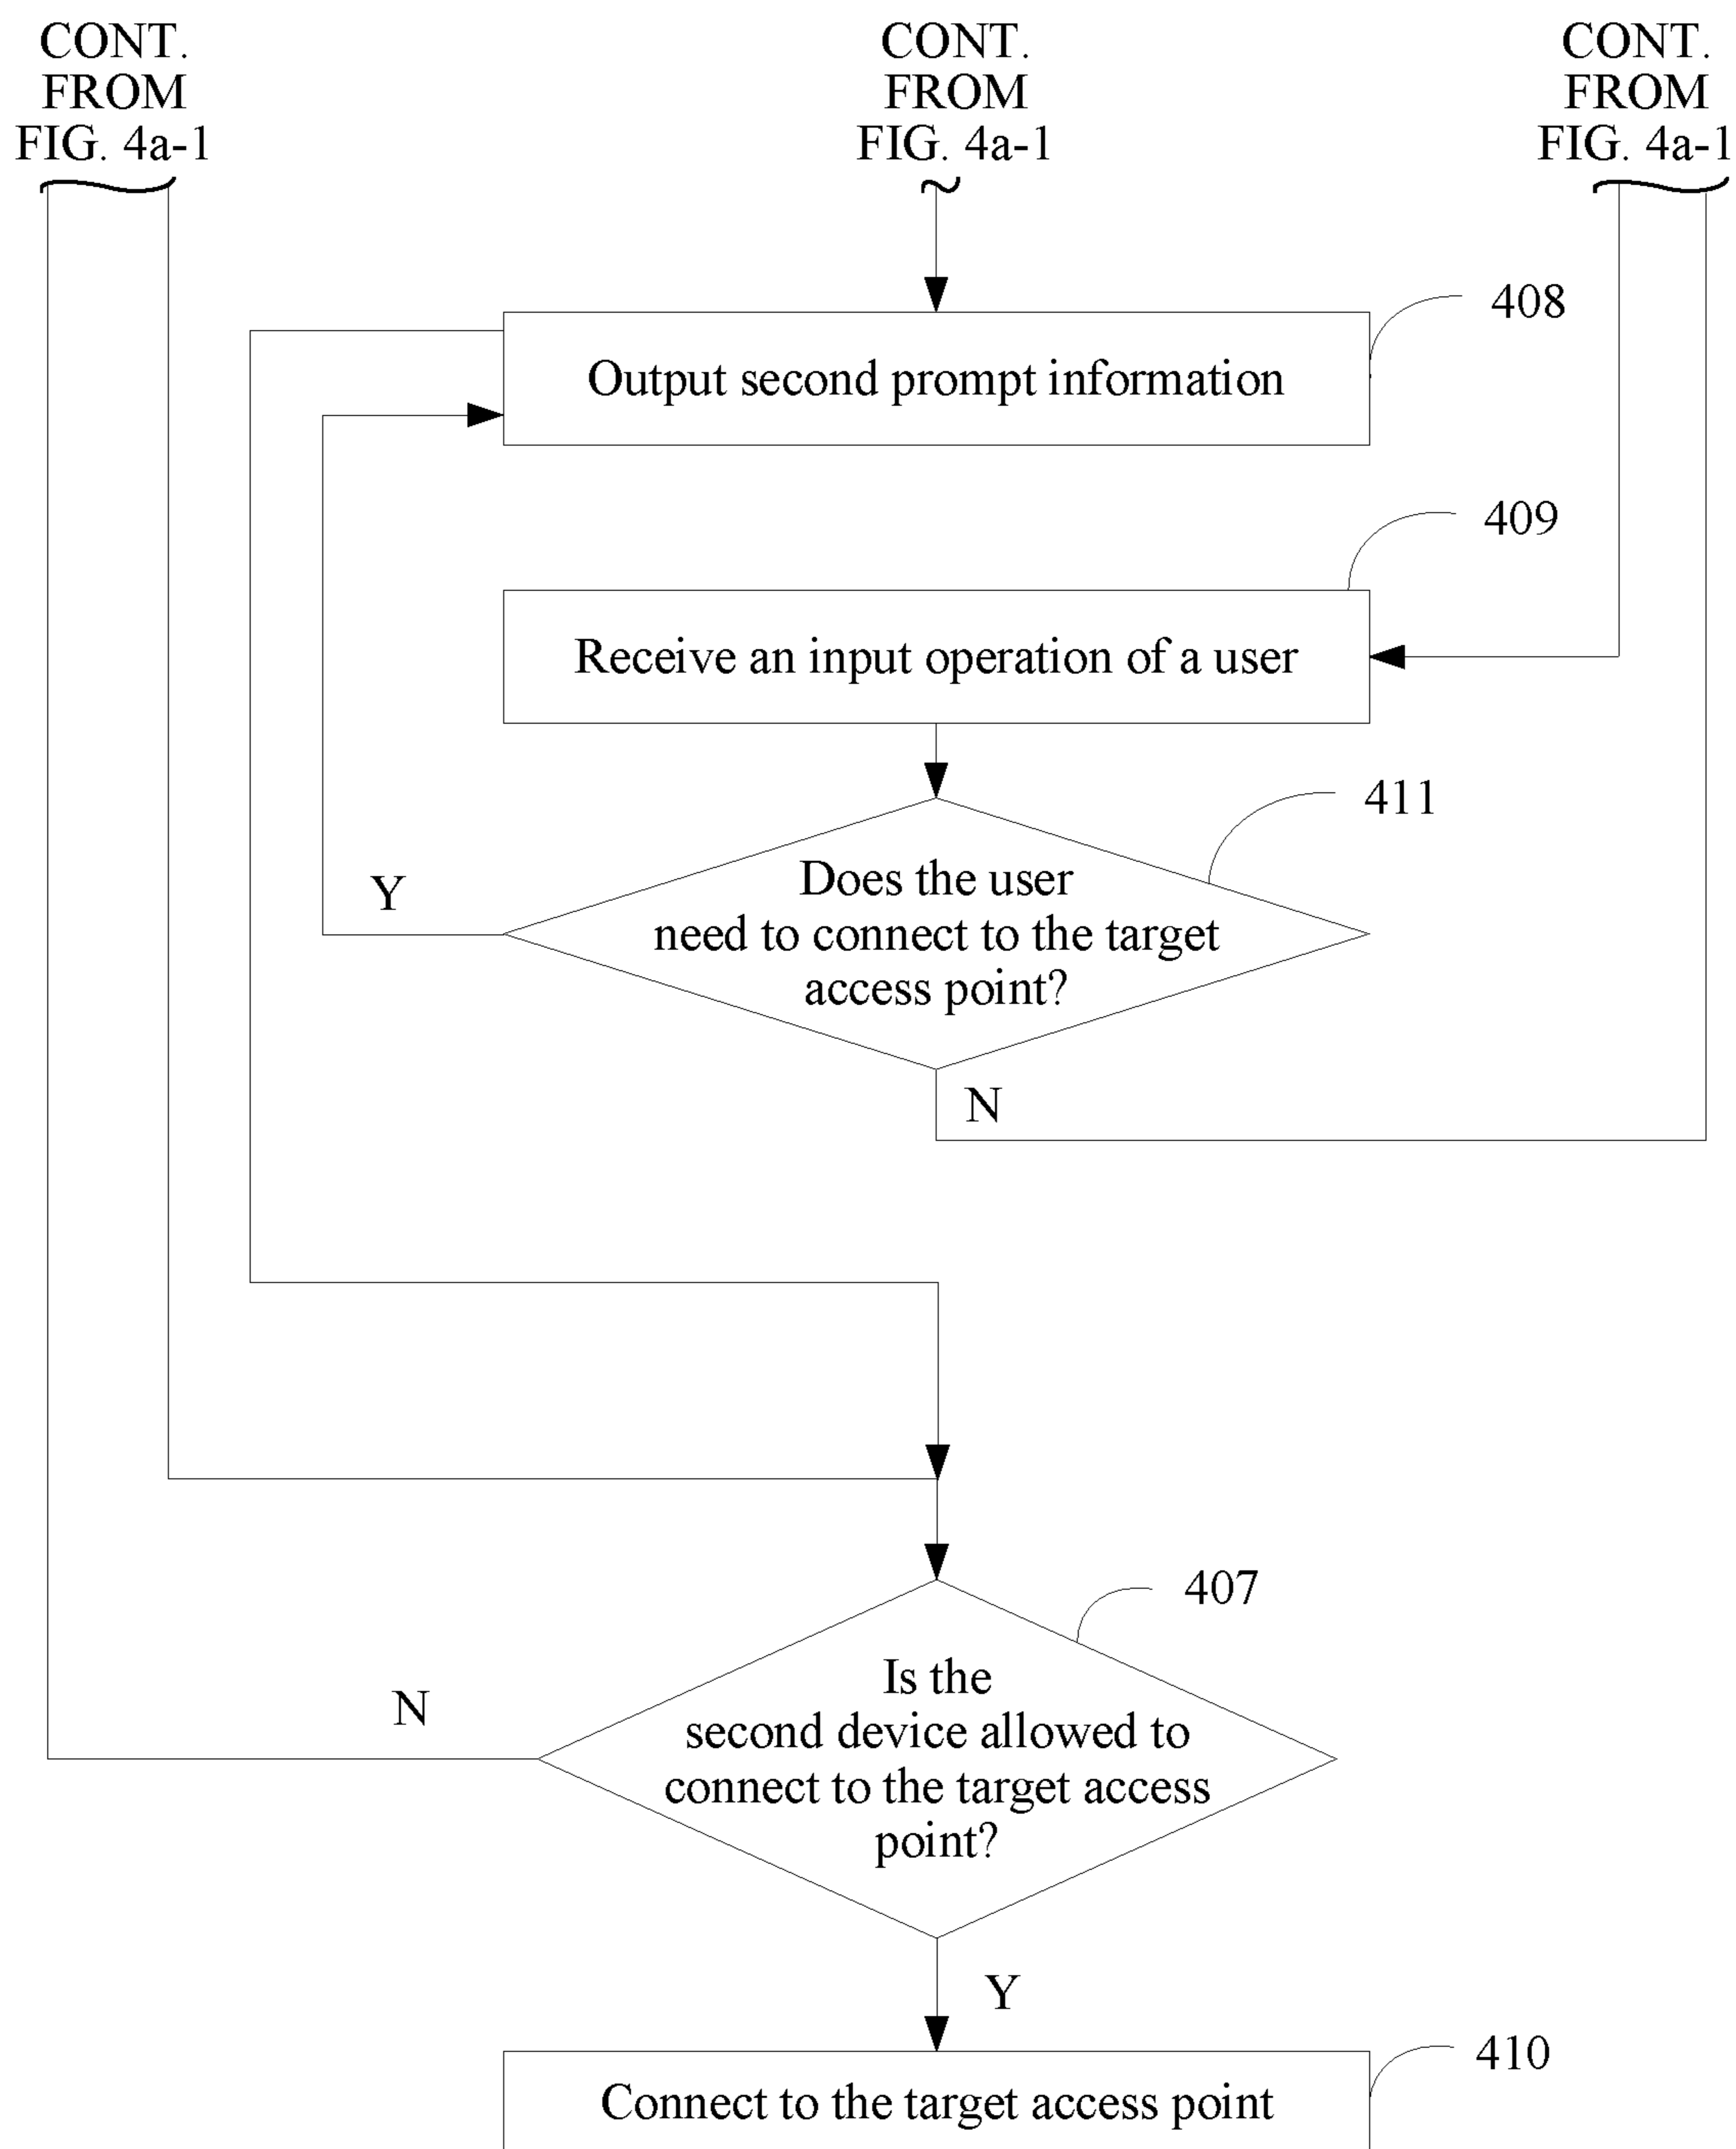 CONT.
FROM
FIG. 4a-1
CONT.
FROM
FIG. 4a-1
CONT.
FROM
FIG. 4a-1
408
Output second prompt information
409
Receive an input operation of a user
411
Does the user
need to connect to the target
access point?
Y
N
407
Is the
second device allowed to
connect to the target access
point?
N
Y
410
Connect to the target access point